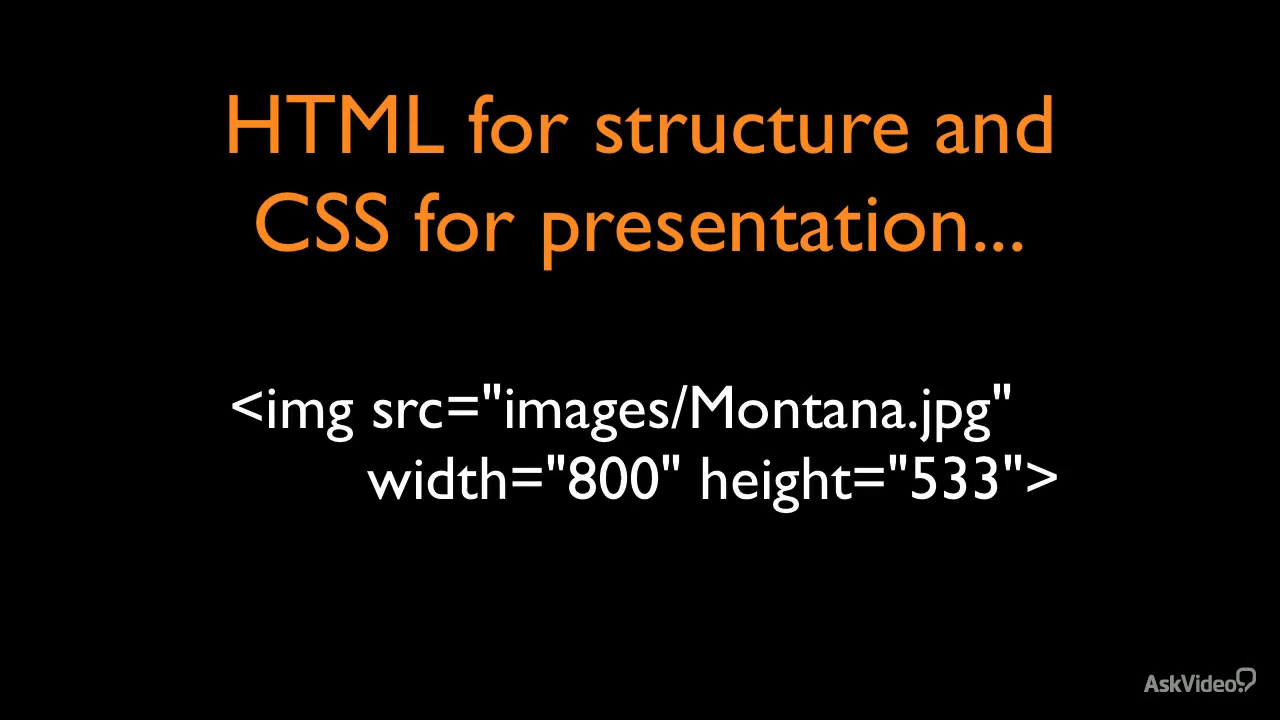 HTML for structure and
CSS for presentation...
<img src="images/Montana.jpg"
width="800" height="533">
AskVideo